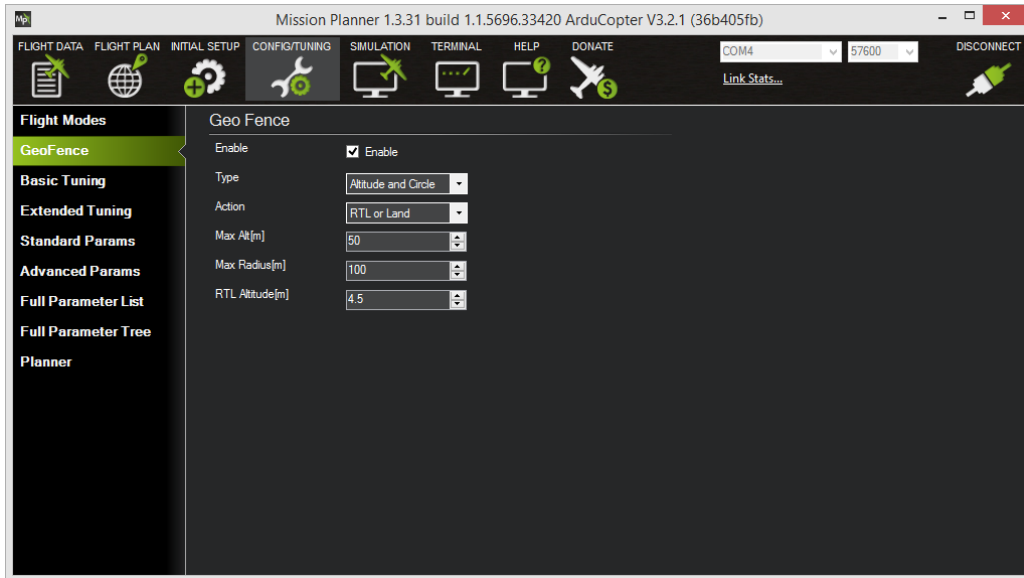 Mission Planner 1.3.31 build 1.1.5696.33420 ArduCopter V3.2.1 (36b405fb)
FLIGHT DATA FLIGHT PLAN INITIAL SETUP CONFIG/TUNING SIMULATION TERMINAL HELP DONATE COM4 57600 DISCONNECT
Link Stats...
Flight Modes
GeoFence
Basic Tuning
Extended Tuning
Standard Params
Advanced Params
Full Parameter List
Full Parameter Tree
Planner
Geo Fence
Enable Enable
Type Altitude and Circle
Action RTL or Land
Max Alt[m] 50
Max Radius[m] 100
RTL Altitude[m] 4.5